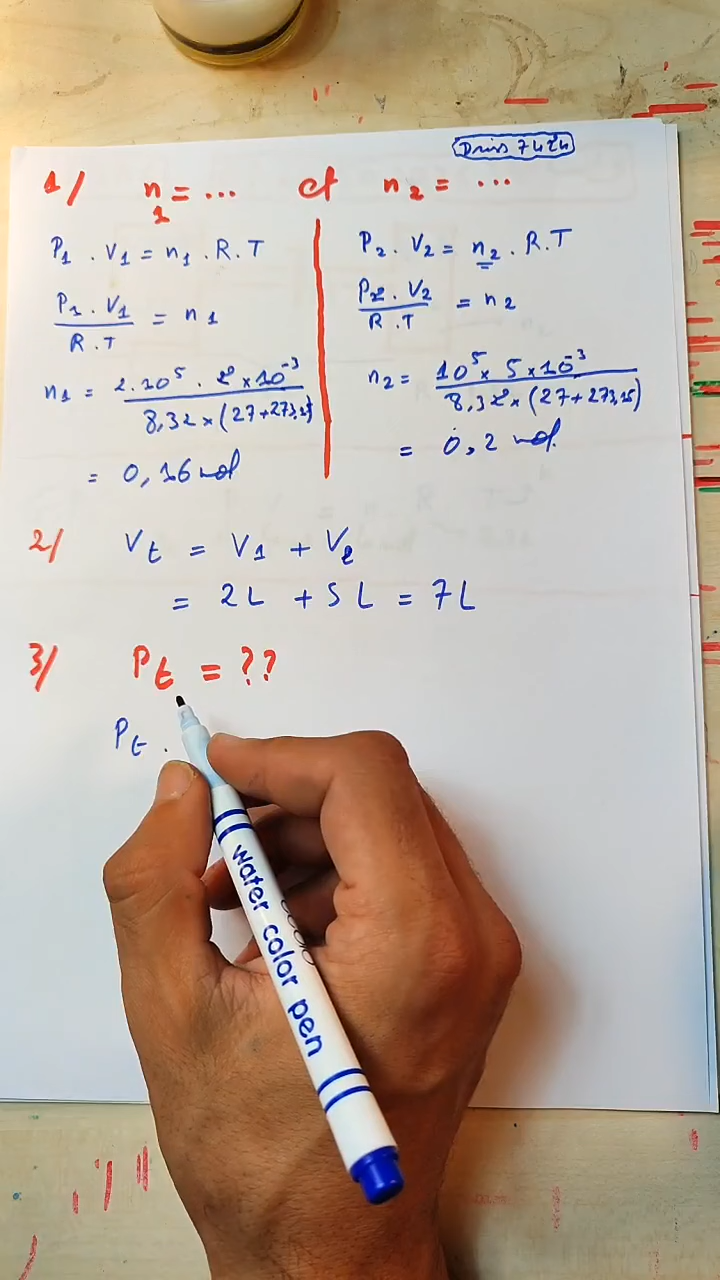 Driss 7424
1/ n1 = ... et n2 = ...
P1 . V1 = n1 . R.T
P1 . V1 / R.T = n1
n1 = 2.10^5 . 2 × 10^-3 / 8,32 × (27+273,15)
= 0,16 mol
P2 . V2 = n2 . R.T
P2 . V2 / R.T = n2
n2 = 10^5 × 5 × 10^-3 / 8,32 × (27+273,15)
= 0,2 mol.
2/ Vt = V1 + V2
= 2L + 5L = 7L
3/ Pt = ??
Pt .
water color pen